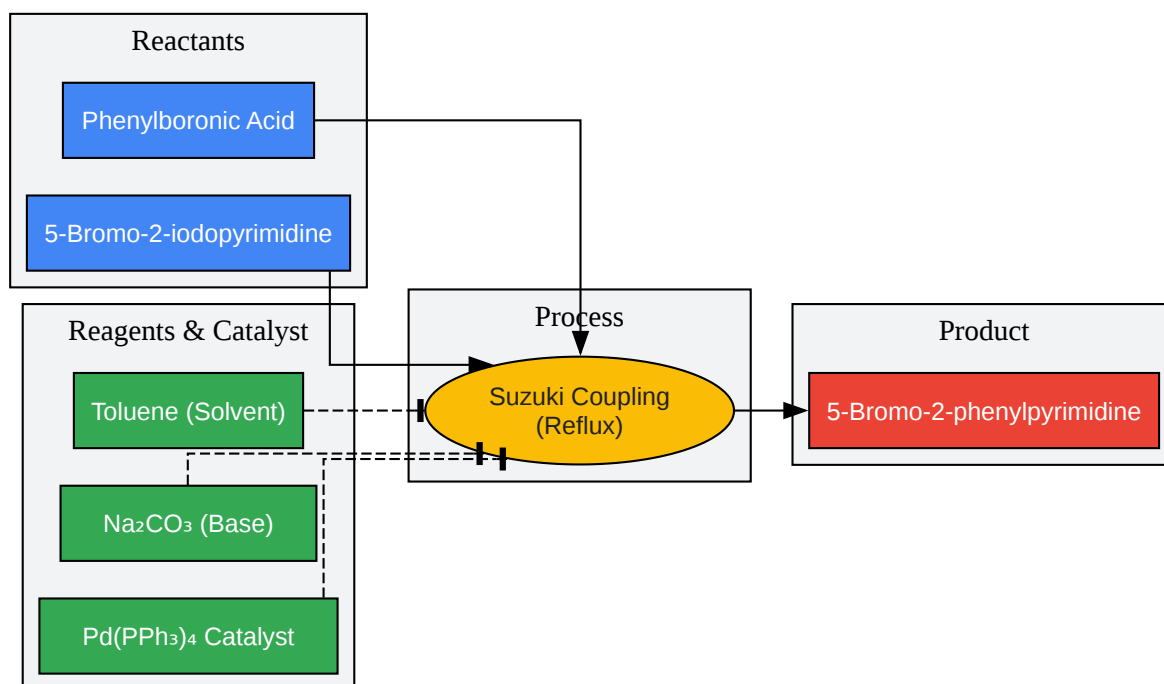 Reactants
Phenylboronic Acid
5-Bromo-2-iodopyrimidine
Reagents & Catalyst
Toluene (Solvent)
Na₂CO₃ (Base)
Pd(PPh₃)₄ Catalyst
Process
Suzuki Coupling
(Reflux)
Product
5-Bromo-2-phenylpyrimidine